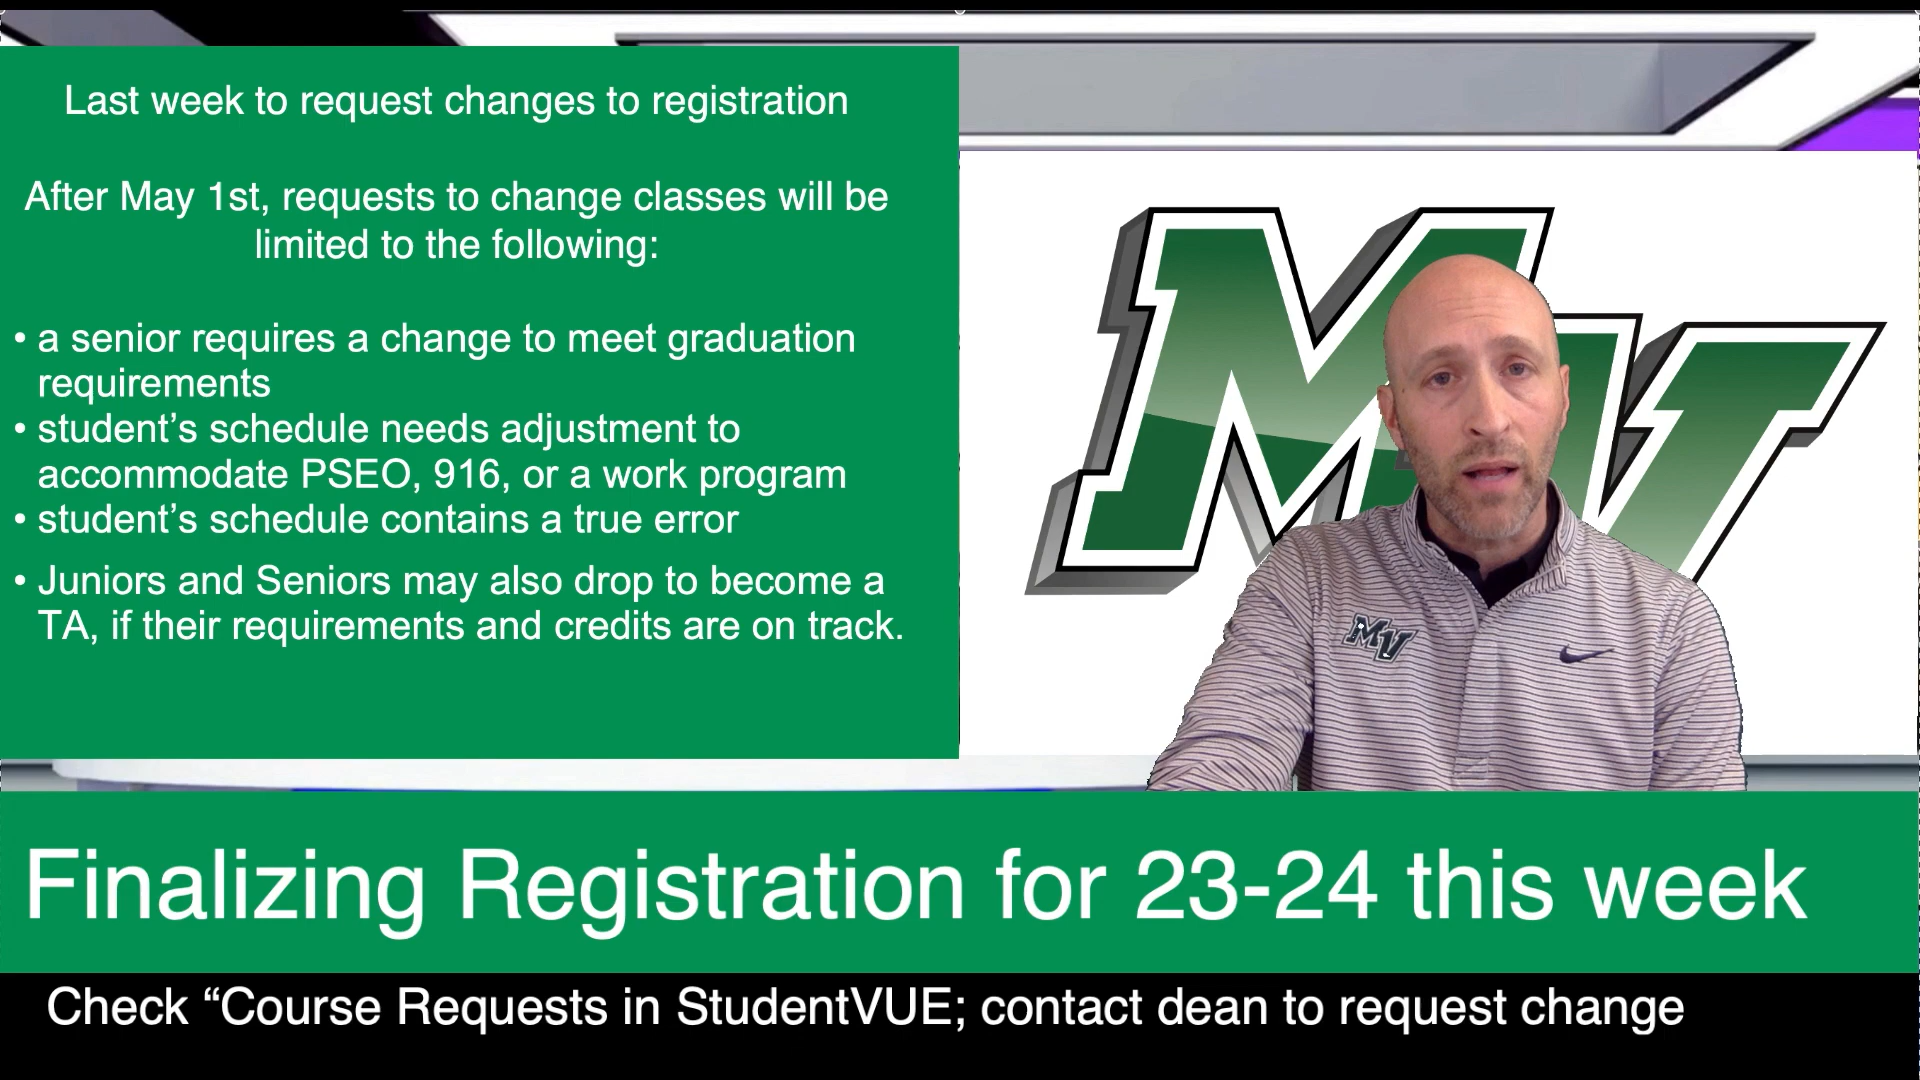 Last week to request changes to registration
After May 1st, requests to change classes will be
limited to the following:
• a senior requires a change to meet graduation
requirements
• student’s schedule needs adjustment to
accommodate PSEO, 916, or a work program
• student’s schedule contains a true error
• Juniors and Seniors may also drop to become a
TA, if their requirements and credits are on track.
MV
MV
Finalizing Registration for 23-24 this week
Check “Course Requests in StudentVUE; contact dean to request change